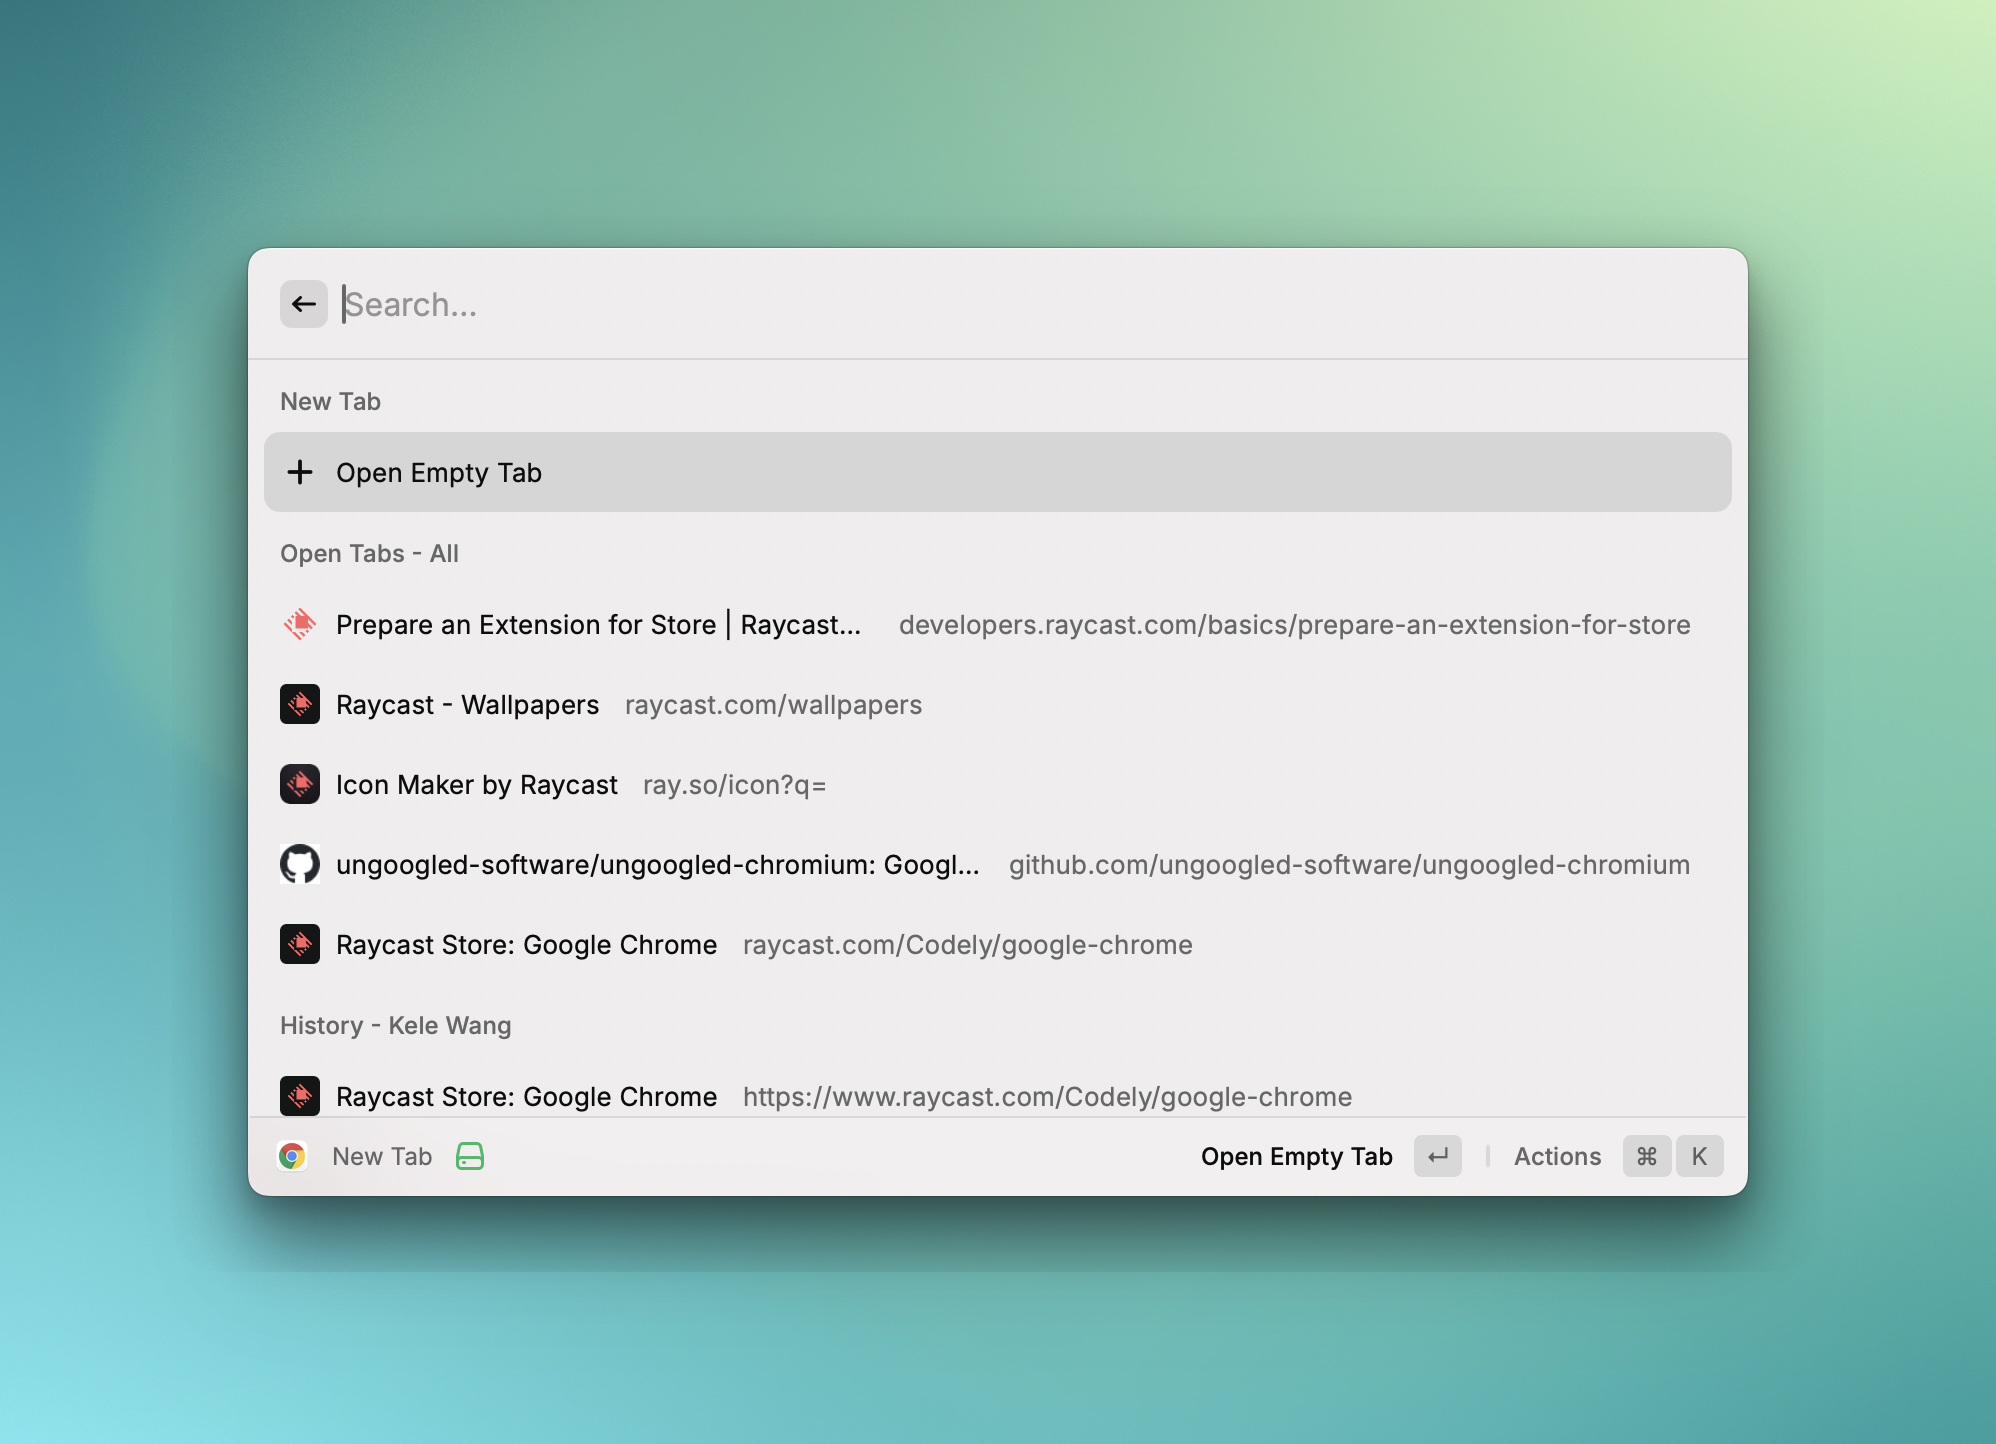 Search...
New Tab
Open Empty Tab
Open Tabs - All
Prepare an Extension for Store | Raycast... developers.raycast.com/basics/prepare-an-extension-for-store
Raycast - Wallpapers raycast.com/wallpapers
Icon Maker by Raycast ray.so/icon?q=
ungoogled-software/ungoogled-chromium: Googl... github.com/ungoogled-software/ungoogled-chromium
Raycast Store: Google Chrome raycast.com/Codely/google-chrome
History - Kele Wang
Raycast Store: Google Chrome https://www.raycast.com/Codely/google-chrome
New Tab Open Empty Tab ↵ Actions ⌘ K